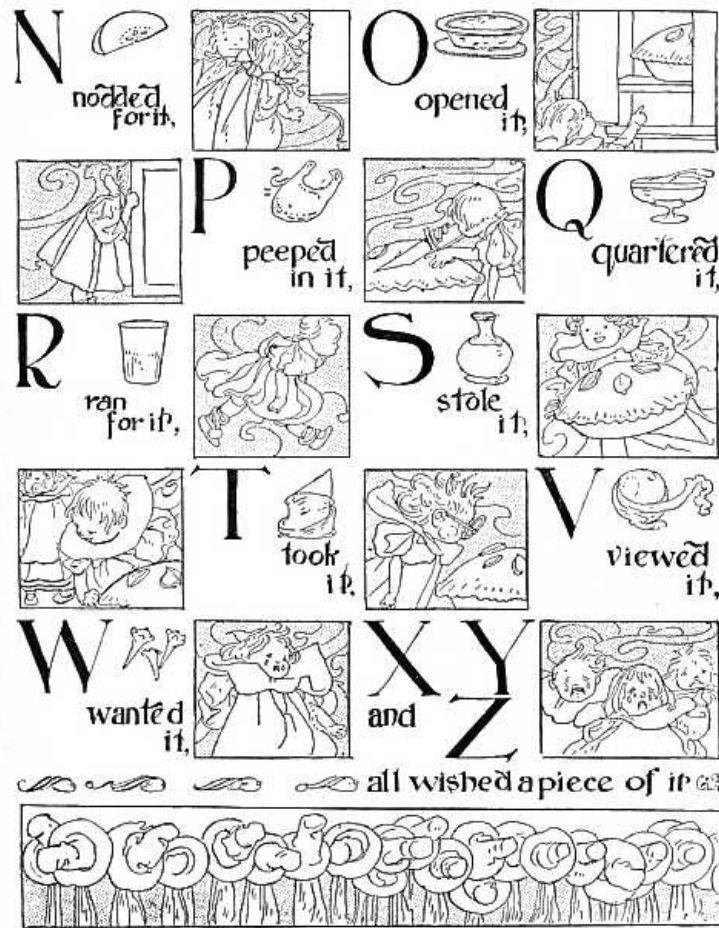 N
nodded
for it,
O
opened
it,
P
peeped
in it,
Q
quartered
it,
R
ran
for it,
S
stole
it,
T
took
it,
V
viewed
it,
W
wanted
it,
X Y
and
Z
all wished a piece of it